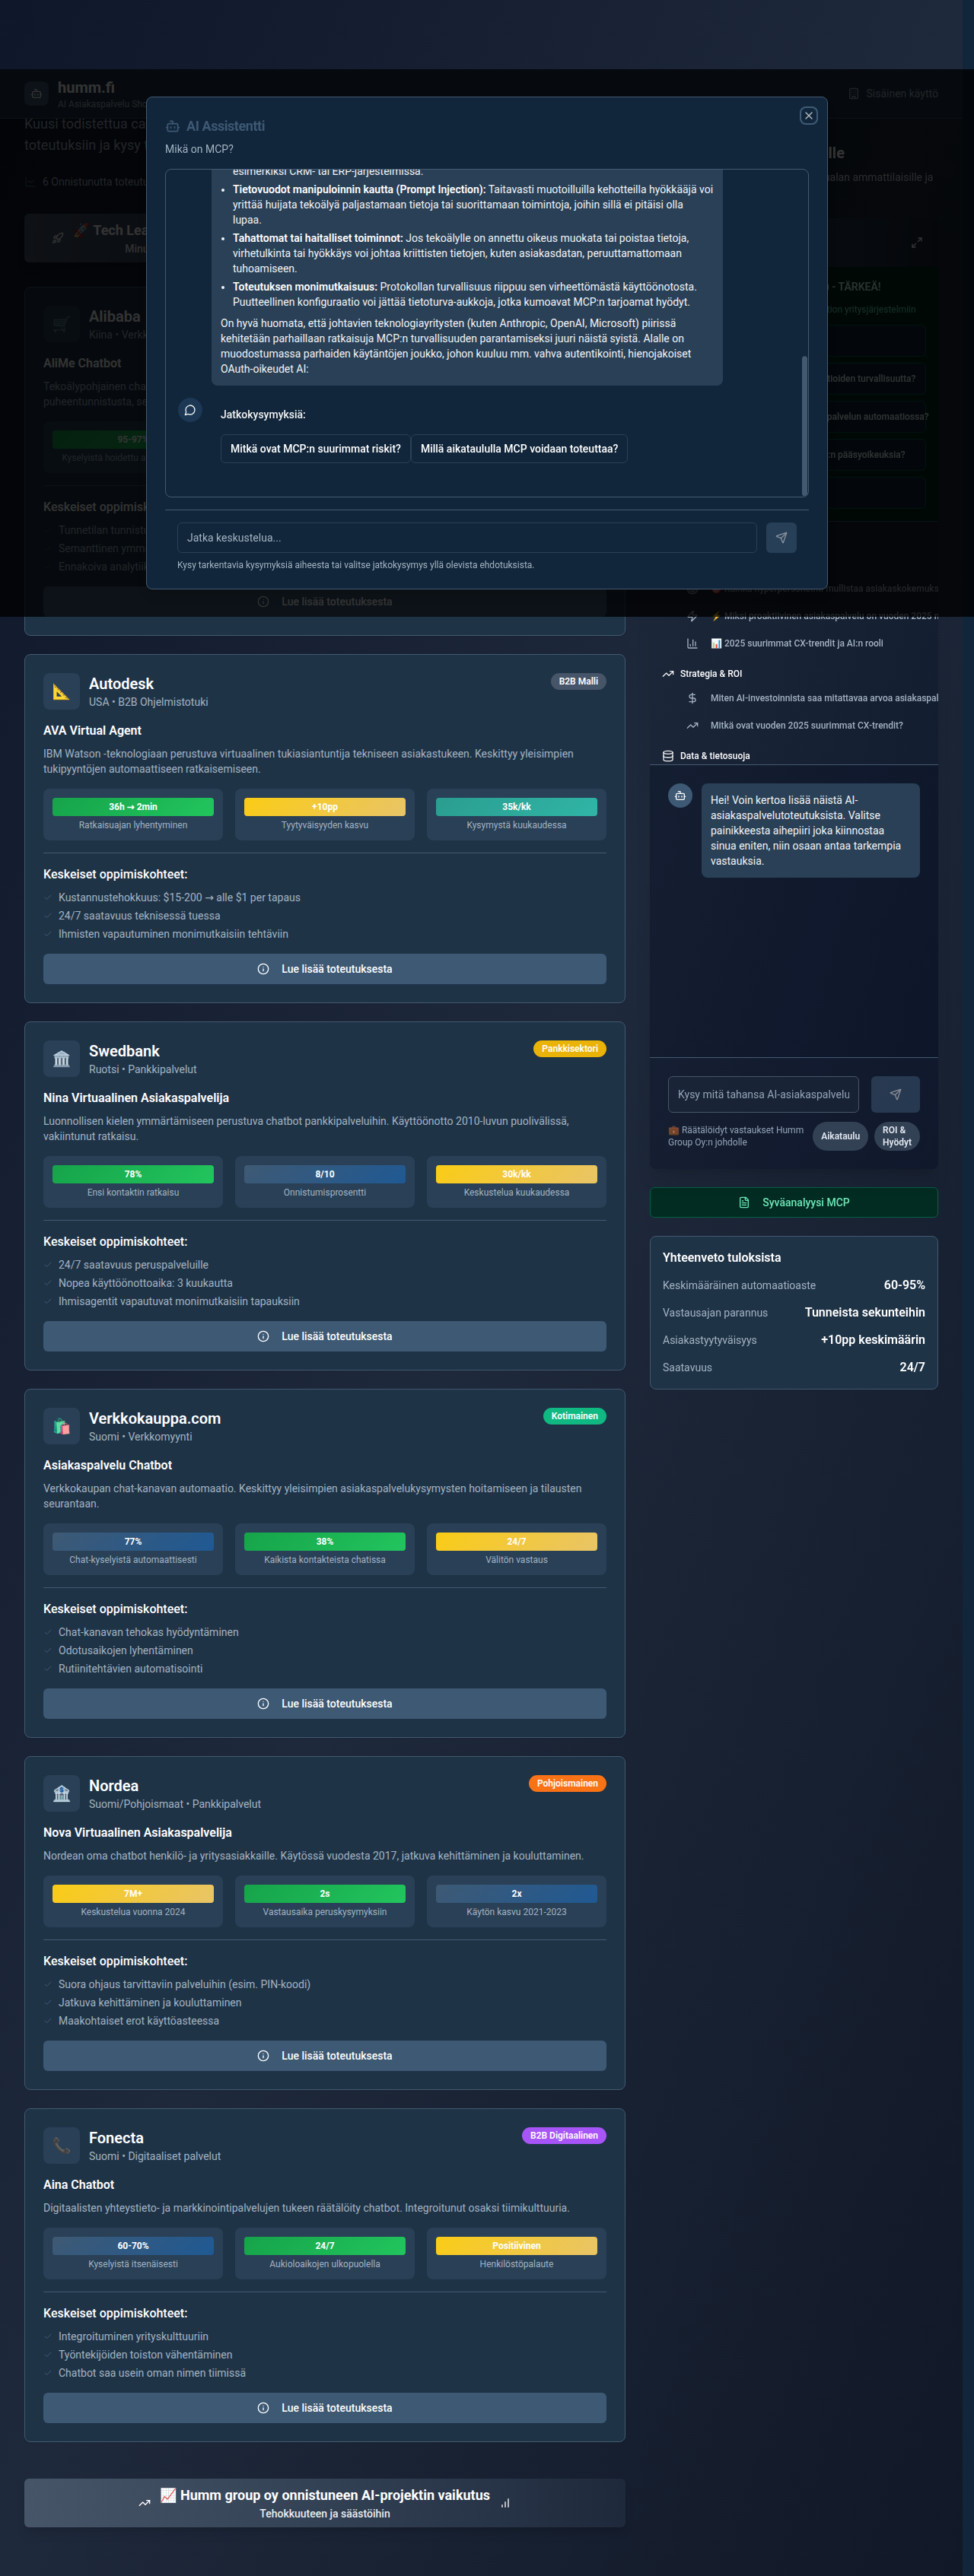 humm.fi
AI Asiakaspalvelu Sho
Sisäinen käyttö
Kuusi todistettua ca
toteutuksiin ja kysy t
6 Onnistunutta toteutu
🚀 Tech Lea
Minu
Alibaba
Kiina • Verkk
AliMe Chatbot
Tekoälypohjainen cha
puheentunnistusta, se
95-97%
Kyselyistä hoidettu a
Keskeiset oppimiskoht
Tunnetilan tunnist
Semanttinen ymmä
Ennakoiva analytiik
Lue lisää toteutuksesta
AI Assistentti
Mikä on MCP?
esimerkiksi CRM- tai ERP-järjestelmiin.
• Tietovuodot manipuloinnin kautta (Prompt Injection): Taitavasti muotoilluilla kehotteilla hyökkääjä voi
yrittää huijata tekoälyä paljastamaan tietoja tai suorittamaan toimintoja, joihin sillä ei pitäisi olla
lupaa.
• Tahattomat tai haitalliset toiminnot: Jos tekoälylle on annettu oikeus muokata tai poistaa tietoja,
virhetulkinta tai hyökkäys voi johtaa kriittisten tietojen, kuten asiakasdatan, peruuttamattomaan
tuhoamiseen.
• Toteutuksen monimutkaisuus: Protokollan turvallisuus riippuu sen virheettömästä käyttöönotosta.
Puutteellinen konfiguraatio voi jättää tietoturva-aukkoja, jotka kumoavat MCP:n tarjoamat hyödyt.
On hyvä huomata, että johtavien teknologiayritysten (kuten Anthropic, OpenAI, Microsoft) piirissä
kehitetään parhaillaan ratkaisuja MCP:n turvallisuuden parantamiseksi juuri näistä syistä. Alalle on
muodostumassa parhaiden käytäntöjen joukko, johon kuuluu mm. vahva autentikointi, hienojakoiset
OAuth-oikeudet AI:
Jatkokysymyksiä:
Mitkä ovat MCP:n suurimmat riskit?
Millä aikataululla MCP voidaan toteuttaa?
Jatka keskustelua...
Kysy tarkentavia kysymyksiä aiheesta tai valitse jatkokysymys yllä olevista ehdotuksista.
lle
alan ammattilaisille ja
- TÄRKEÄ!
tion yritysjärjestelmiin
tioiden turvallisuutta?
palvelun automaatiossa?
:n pääsyoikeuksia?
mullistaa asiakaskokemuks
⚡ Miksi proaktiivinen asiakaspalvelu on vuoden 2025 n
📊 2025 suurimmat CX-trendit ja AI:n rooli
Strategia & ROI
Miten AI-investoinnista saa mitattavaa arvoa asiakaspal
Mitkä ovat vuoden 2025 suurimmat CX-trendit?
Data & tietosuoja
Hei! Voin kertoa lisää näistä AI-
asiakaspalvelutoteutuksista. Valitse
painikkeesta aihepiiri joka kiinnostaa
sinua eniten, niin osaan antaa tarkempia
vastauksia.
Kysy mitä tahansa AI-asiakaspalvelu
💼 Räätälöidyt vastaukset Humm
Group Oy:n johdolle
Aikataulu
ROI &
Hyödyt
Syväanalyysi MCP
Yhteenveto tuloksista
Keskimääräinen automaatioaste 60-95%
Vastausajan parannus Tunneista sekunteihin
Asiakastyytyväisyys +10pp keskimäärin
Saatavuus 24/7
Autodesk
USA • B2B Ohjelmistotuki
B2B Malli
AVA Virtual Agent
IBM Watson -teknologiaan perustuva virtuaalinen tukiasiantuntija tekniseen asiakastukeen. Keskittyy yleisimpien
tukipyyntöjen automaattiseen ratkaisemiseen.
36h → 2min
Ratkaisuajan lyhentyminen
+10pp
Tyytyväisyyden kasvu
35k/kk
Kysymystä kuukaudessa
Keskeiset oppimiskohteet:
Kustannustehokkuus: $15-200 → alle $1 per tapaus
24/7 saatavuus teknisessä tuessa
Ihmisten vapautuminen monimutkaisiin tehtäviin
Lue lisää toteutuksesta
Swedbank
Ruotsi • Pankkipalvelut
Pankkisektori
Nina Virtuaalinen Asiakaspalvelija
Luonnollisen kielen ymmärtämiseen perustuva chatbot pankkipalveluihin. Käyttöönotto 2010-luvun puolivälissä,
vakiintunut ratkaisu.
78%
Ensi kontaktin ratkaisu
8/10
Onnistumisprosentti
30k/kk
Keskustelua kuukaudessa
Keskeiset oppimiskohteet:
24/7 saatavuus peruspalveluille
Nopea käyttöönottoaika: 3 kuukautta
Ihmisagentit vapautuvat monimutkaisiin tapauksiin
Lue lisää toteutuksesta
Verkkokauppa.com
Suomi • Verkkomyynti
Kotimainen
Asiakaspalvelu Chatbot
Verkkokaupan chat-kanavan automaatio. Keskittyy yleisimpien asiakaspalvelukysymysten hoitamiseen ja tilausten
seurantaan.
77%
Chat-kyselyistä automaattisesti
38%
Kaikista kontakteista chatissa
24/7
Välitön vastaus
Keskeiset oppimiskohteet:
Chat-kanavan tehokas hyödyntäminen
Odotusaikojen lyhentäminen
Rutiinitehtävien automatisointi
Lue lisää toteutuksesta
Nordea
Suomi/Pohjoismaat • Pankkipalvelut
Pohjoismainen
Nova Virtuaalinen Asiakaspalvelija
Nordean oma chatbot henkilö- ja yritysasiakkaille. Käytössä vuodesta 2017, jatkuva kehittäminen ja kouluttaminen.
7M+
Keskustelua vuonna 2024
2s
Vastausaika peruskysymyksiin
2x
Käytön kasvu 2021-2023
Keskeiset oppimiskohteet:
Suora ohjaus tarvittaviin palveluihin (esim. PIN-koodi)
Jatkuva kehittäminen ja kouluttaminen
Maakohtaiset erot käyttöasteessa
Lue lisää toteutuksesta
Fonecta
Suomi • Digitaaliset palvelut
B2B Digitaalinen
Aina Chatbot
Digitaalisten yhteystieto- ja markkinointipalvelujen tukeen räätälöity chatbot. Integroitunut osaksi tiimikulttuuria.
60-70%
Kyselyistä itsenäisesti
24/7
Aukioloaikojen ulkopuolella
Positiivinen
Henkilöstöpalaute
Keskeiset oppimiskohteet:
Integroituminen yrityskulttuuriin
Työntekijöiden toiston vähentäminen
Chatbot saa usein oman nimen tiimissä
Lue lisää toteutuksesta
📈 Humm group oy onnistuneen AI-projektin vaikutus
Tehokkuuteen ja säästöihin